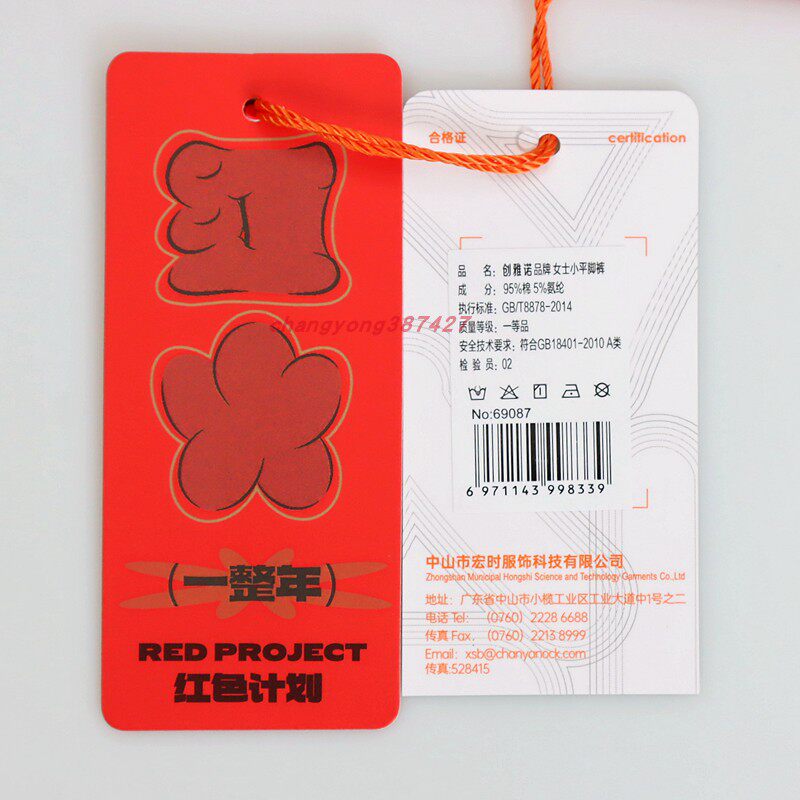 红火
(一整年)
RED PROJECT
红色计划
changyong387427
合格证
certification
品 名：创雅诺品牌女士小平脚裤
成 分：95%棉 5%氨纶
执行标准：GB/T8878-2014
质量等级：一等品
安全技术要求：符合GB18401-2010 A类
检 验 员：02
No:69087
6 971143 998339
中山市宏时服饰科技有限公司
Zhongshan Municipal Hongshi Science and Technology Garments Co.,Ltd
地址：广东省中山市小榄工业区工业大道中1号之二
电话 Tel： (0760) 2228 6688
传真 Fax， (0760) 2213 8999
Email：xsb@chanyanock.com
传真:528415